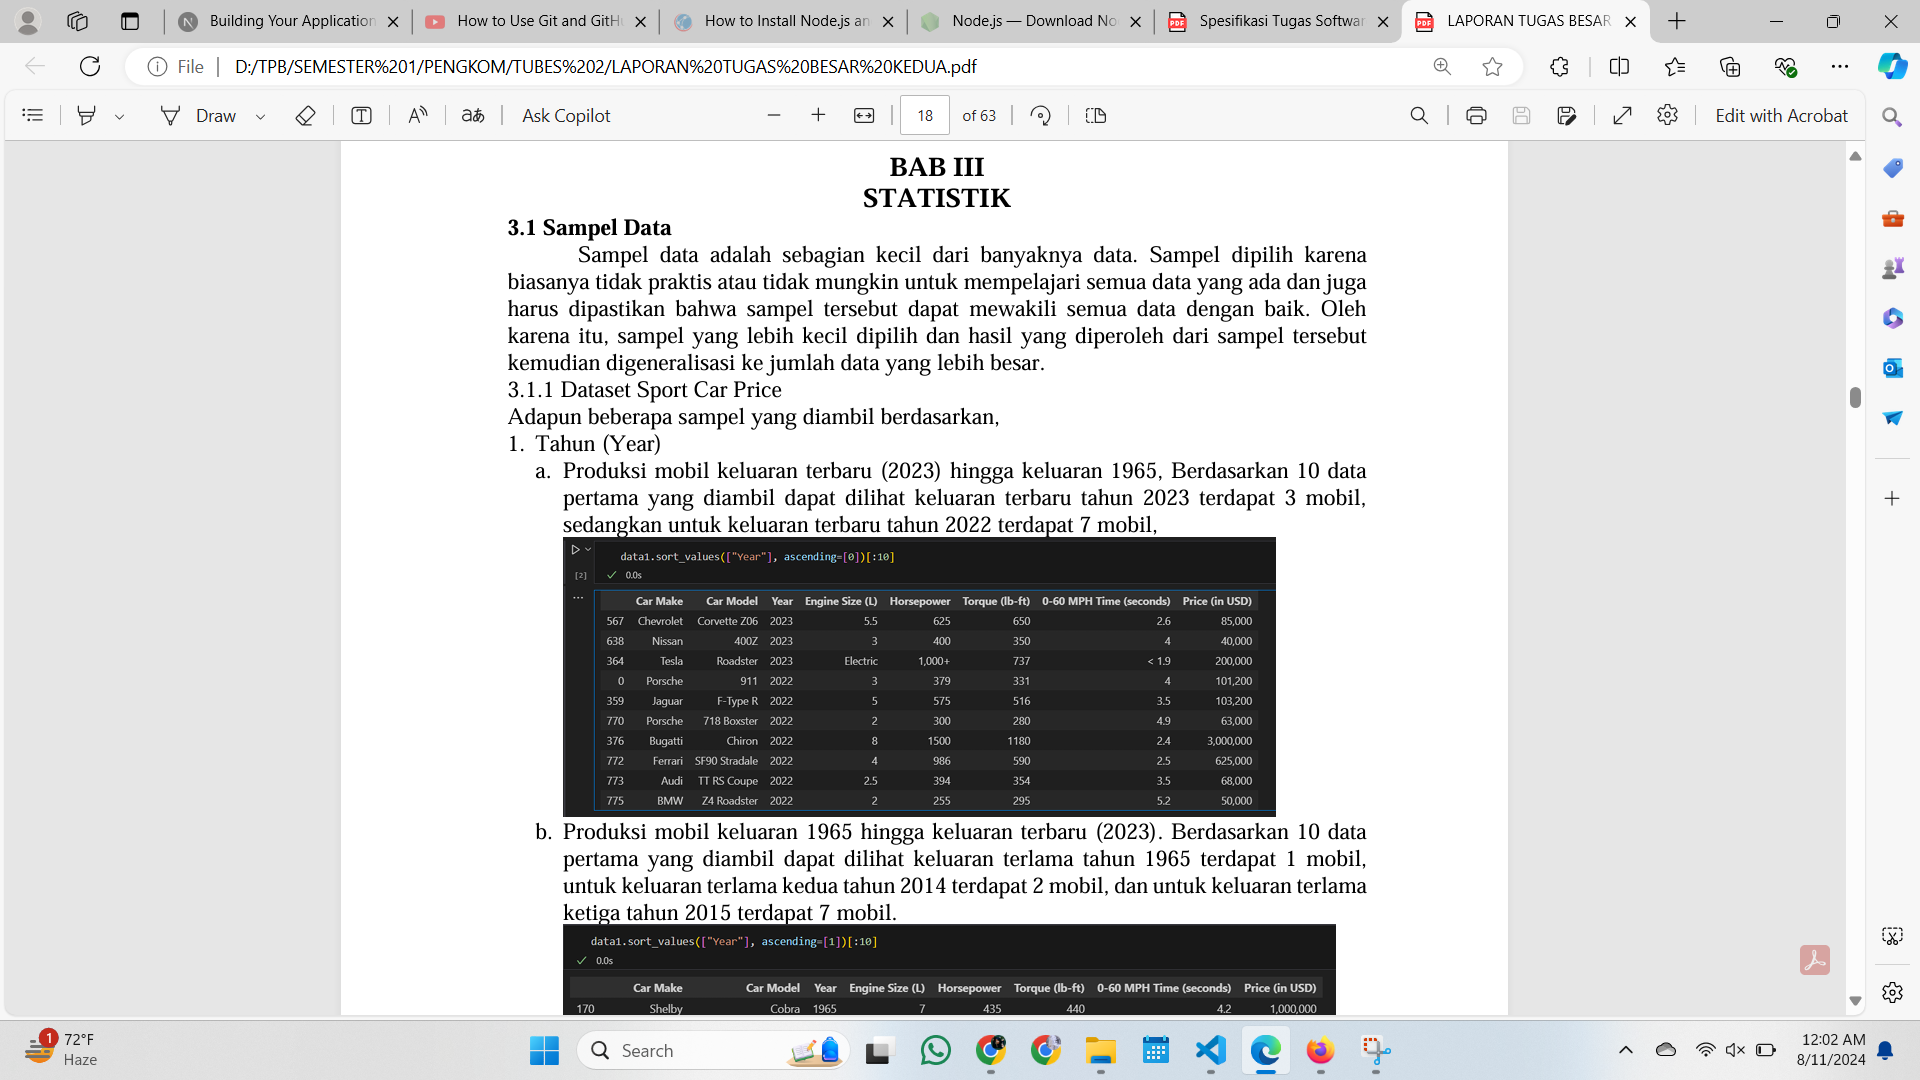 Building Your Application
How to Use Git and GitH
How to Install Node.js an
Node.js — Download No
Spesifikasi Tugas Softwar
LAPORAN TUGAS BESAR
File
D:/TPB/SEMESTER%201/PENGKOM/TUBES%202/LAPORAN%20TUGAS%20BESAR%20KEDUA.pdf
Draw
Ask Copilot
18 of 63
Edit with Acrobat
BAB III
STATISTIK
3.1 Sampel Data
Sampel data adalah sebagian kecil dari banyaknya data. Sampel dipilih karena
biasanya tidak praktis atau tidak mungkin untuk mempelajari semua data yang ada dan juga
harus dipastikan bahwa sampel tersebut dapat mewakili semua data dengan baik. Oleh
karena itu, sampel yang lebih kecil dipilih dan hasil yang diperoleh dari sampel tersebut
kemudian digeneralisasi ke jumlah data yang lebih besar.
3.1.1 Dataset Sport Car Price
Adapun beberapa sampel yang diambil berdasarkan,
1. Tahun (Year)
a. Produksi mobil keluaran terbaru (2023) hingga keluaran 1965, Berdasarkan 10 data
pertama yang diambil dapat dilihat keluaran terbaru tahun 2023 terdapat 3 mobil,
sedangkan untuk keluaran terbaru tahun 2022 terdapat 7 mobil,
data1.sort_values(["Year"], ascending=[0])[:10]
[2] 0.0s
Car Make Car Model Year Engine Size (L) Horsepower Torque (lb-ft) 0-60 MPH Time (seconds) Price (in USD)
567 Chevrolet Corvette Z06 2023 5.5 625 650 2.6 85,000
638 Nissan 400Z 2023 3 400 350 4 40,000
364 Tesla Roadster 2023 Electric 1,000+ 737 < 1.9 200,000
0 Porsche 911 2022 3 379 331 4 101,200
359 Jaguar F-Type R 2022 5 575 516 3.5 103,200
770 Porsche 718 Boxster 2022 2 300 280 4.9 63,000
376 Bugatti Chiron 2022 8 1500 1180 2.4 3,000,000
772 Ferrari SF90 Stradale 2022 4 986 590 2.5 625,000
773 Audi TT RS Coupe 2022 2.5 394 354 3.5 68,000
775 BMW Z4 Roadster 2022 2 255 295 5.2 50,000
b. Produksi mobil keluaran 1965 hingga keluaran terbaru (2023). Berdasarkan 10 data
pertama yang diambil dapat dilihat keluaran terlama tahun 1965 terdapat 1 mobil,
untuk keluaran terlama kedua tahun 2014 terdapat 2 mobil, dan untuk keluaran terlama
ketiga tahun 2015 terdapat 7 mobil.
data1.sort_values(["Year"], ascending=[1])[:10]
0.0s
Car Make Car Model Year Engine Size (L) Horsepower Torque (lb-ft) 0-60 MPH Time (seconds) Price (in USD)
170 Shelby Cobra 1965 7 435 440 4.2 1,000,000
1
72°F
Haze
Search
12:02 AM
8/11/2024